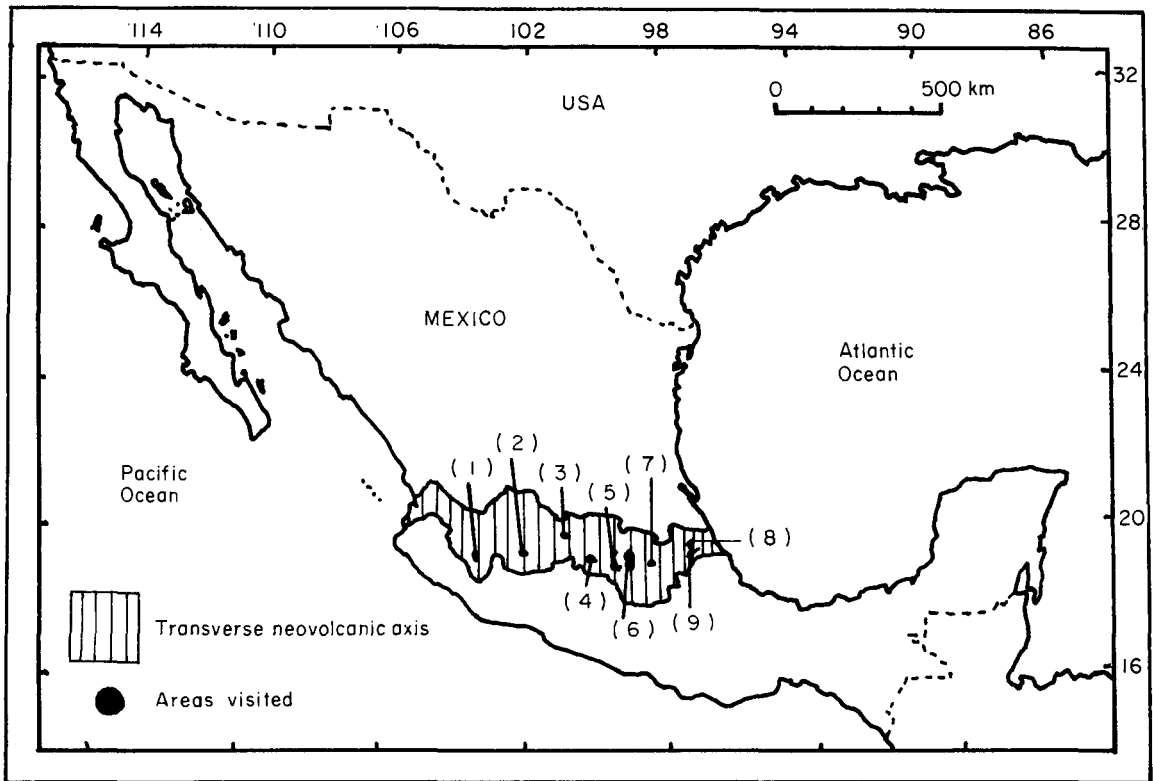 114 110 106 102 98 94 90 86
32
USA
0 500 km
28
MEXICO
Atlantic
Ocean
24
Pacific
Ocean
(1) (2) (3) (5) (7)
20
(8)
(4) (6) (9)
16
Transverse neovolcanic axis
Areas visited